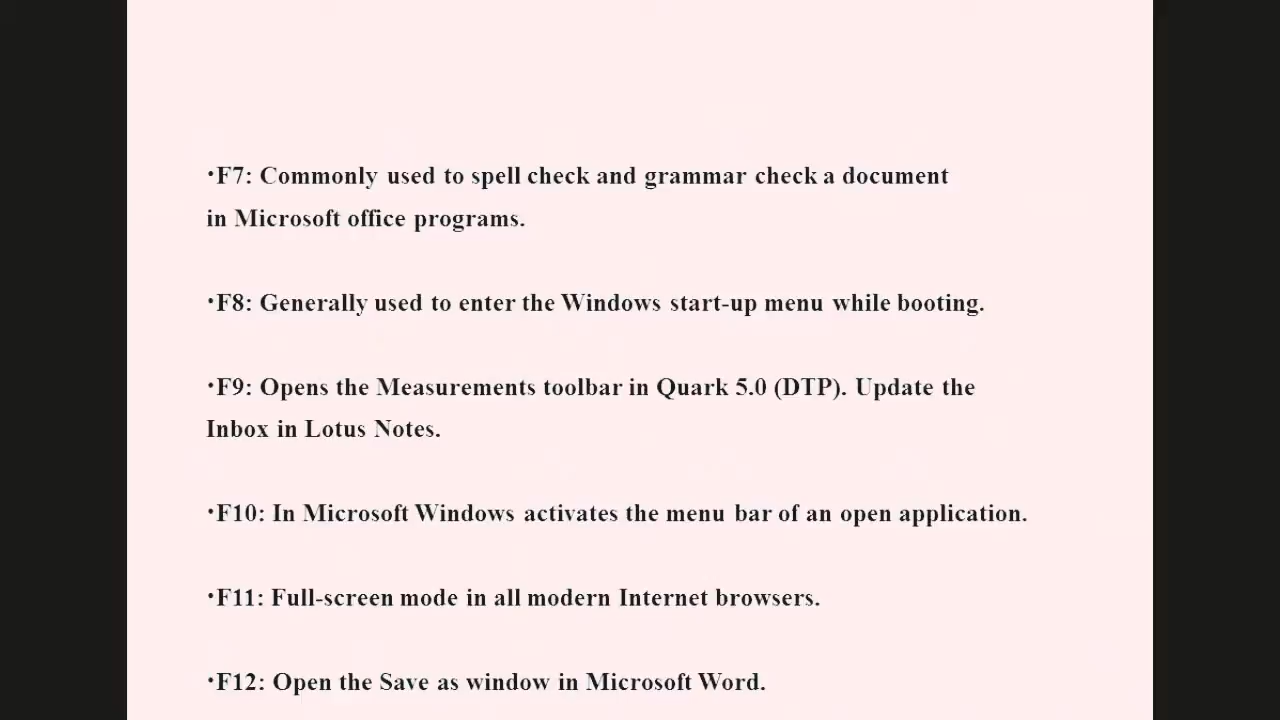 •F7: Commonly used to spell check and grammar check a document
in Microsoft office programs.
•F8: Generally used to enter the Windows start-up menu while booting.
•F9: Opens the Measurements toolbar in Quark 5.0 (DTP). Update the
Inbox in Lotus Notes.
•F10: In Microsoft Windows activates the menu bar of an open application.
•F11: Full-screen mode in all modern Internet browsers.
•F12: Open the Save as window in Microsoft Word.